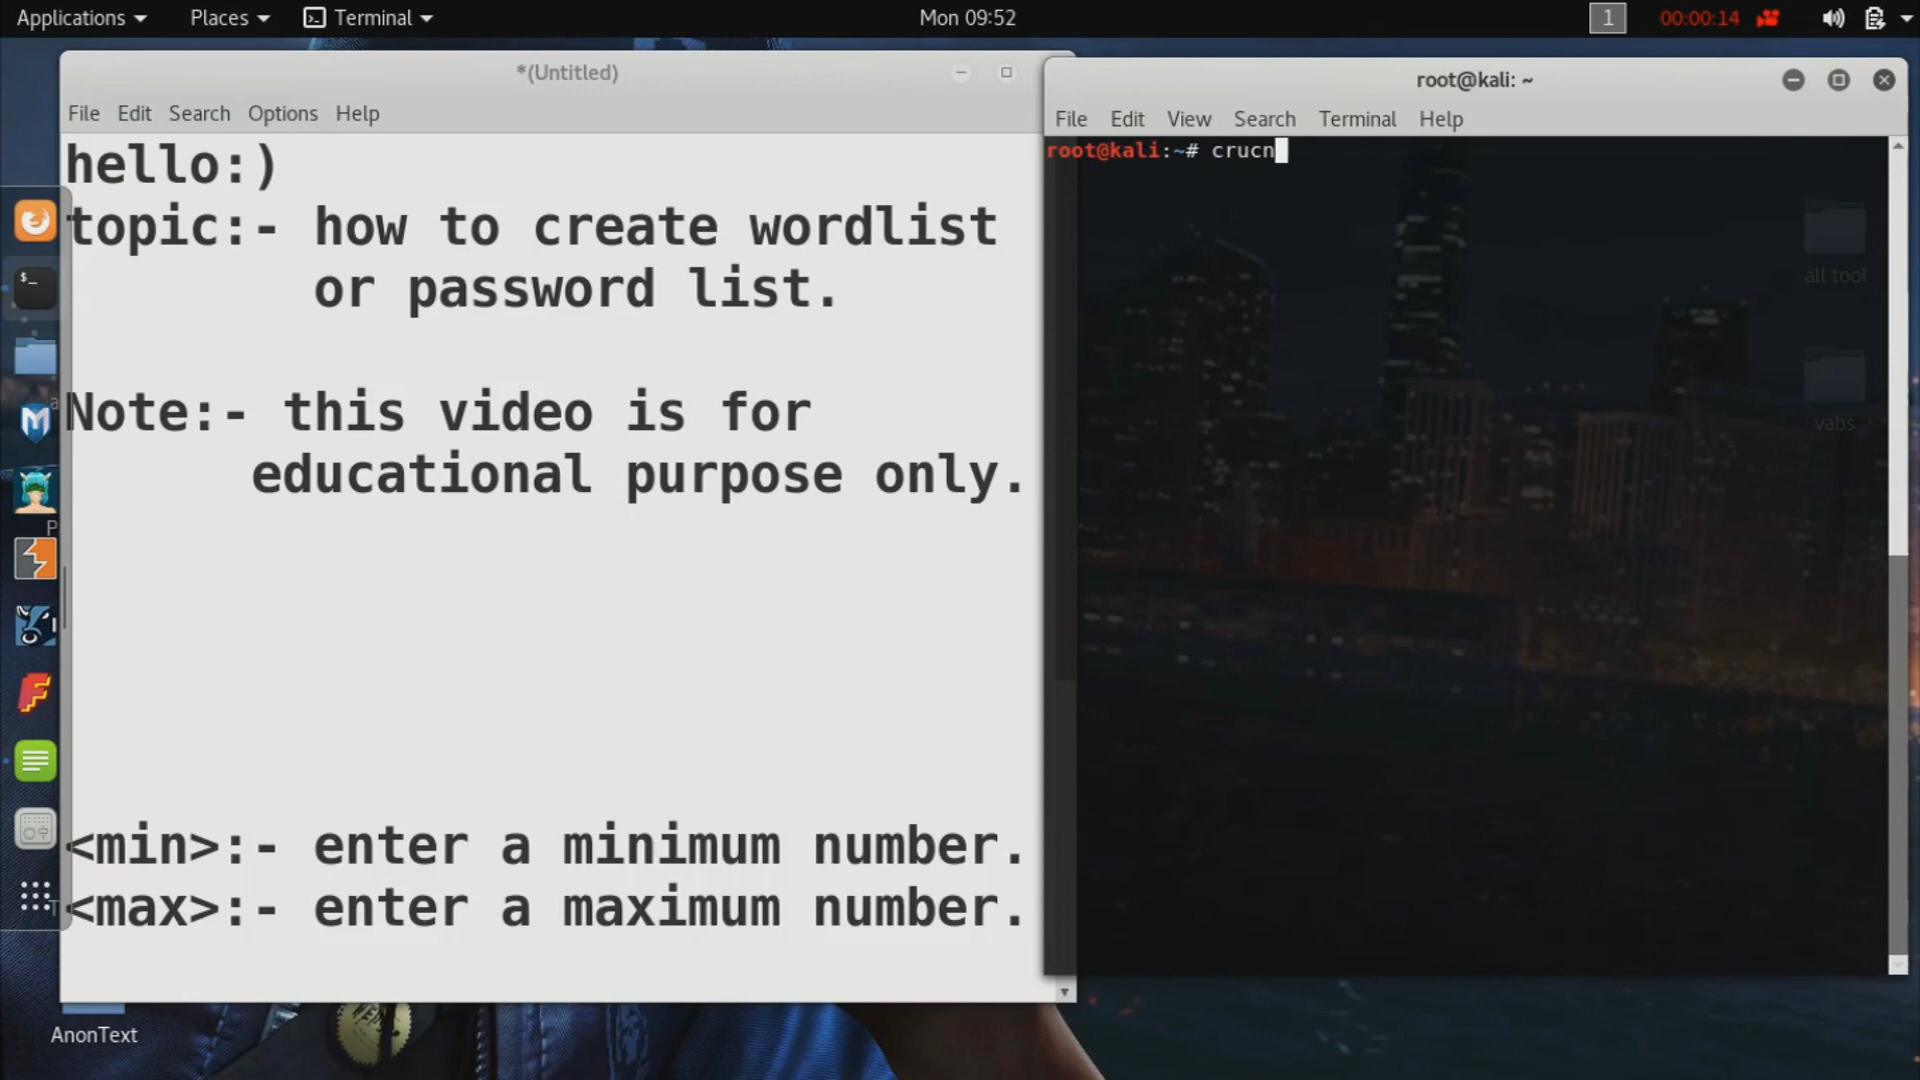 Applications
Places
Terminal
Mon 09:52
1
00:00:14
*(Untitled)
File Edit Search Options Help
hello:)
topic:- how to create wordlist
or password list.
Note:- this video is for
educational purpose only.
<min>:- enter a minimum number.
<max>:- enter a maximum number.
root@kali: ~
File Edit View Search Terminal Help
root@kali:~# crucn
all tool
vabs
AnonText